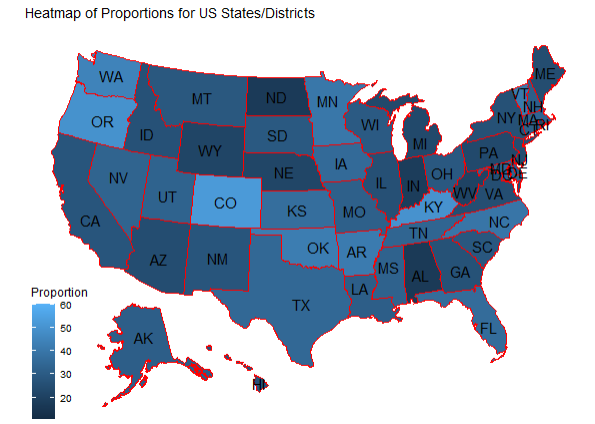 Heatmap of Proportions for US States/Districts
WA
MT
ND
MN
ME
VT
NH
OR
ID
SD
WI
NY
MA
CT
RI
WY
MI
PA
NJ
NE
IA
OH
MD
DE
DC
NV
UT
CO
IL
IN
WV
VA
KS
MO
KY
CA
NC
TN
AZ
NM
OK
AR
SC
MS
AL
GA
LA
TX
FL
Proportion
60
50
40
30
20
AK
HI